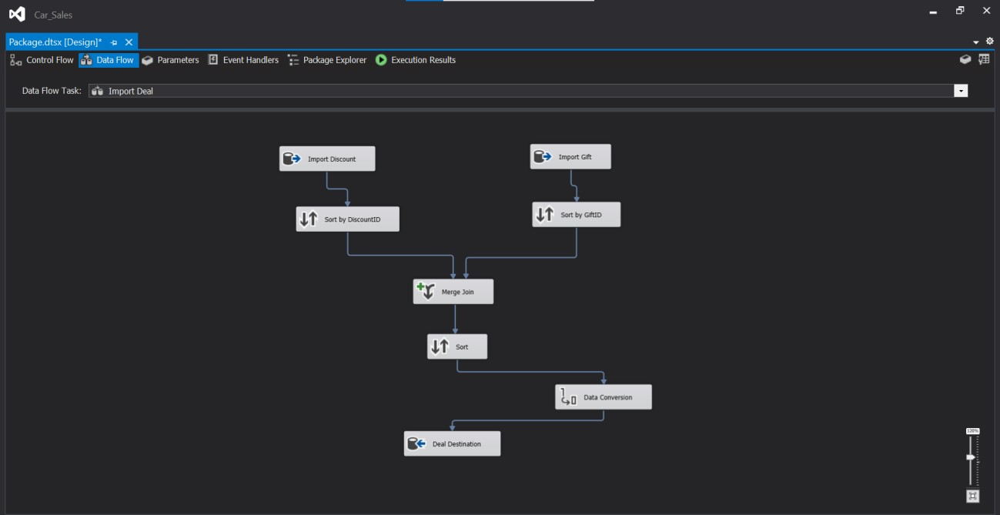 Car_Sales
Package.dtsx [Design]*
Control Flow Data Flow Parameters Event Handlers Package Explorer Execution Results
Data Flow Task: Import Deal
Import Discount Import Gift
Sort by DiscountID Sort by GiftID
Merge Join
Sort
Data Conversion
120%
Deal Destination